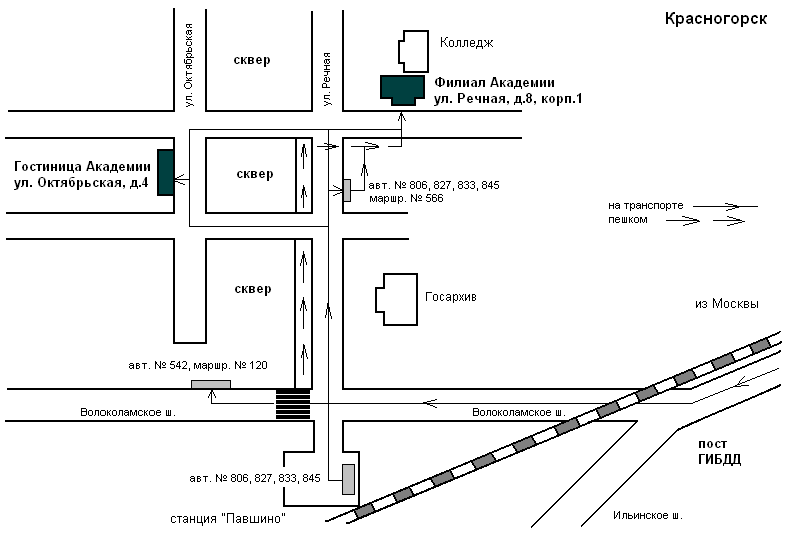 Красногорск
ул. Октябрьская
сквер
ул. Речная
Колледж
Филиал Академии
ул. Речная, д.8, корп.1
Гостиница Академии
ул. Октябрьская, д.4
сквер
авт. № 806, 827, 833, 845
маршр. № 566
на транспорте
пешком
сквер
Госархив
из Москвы
авт. № 542, маршр. № 120
Волоколамское ш.
Волоколамское ш.
пост
ГИБДД
авт. № 806, 827, 833, 845
станция "Павшино"
Ильинское ш.